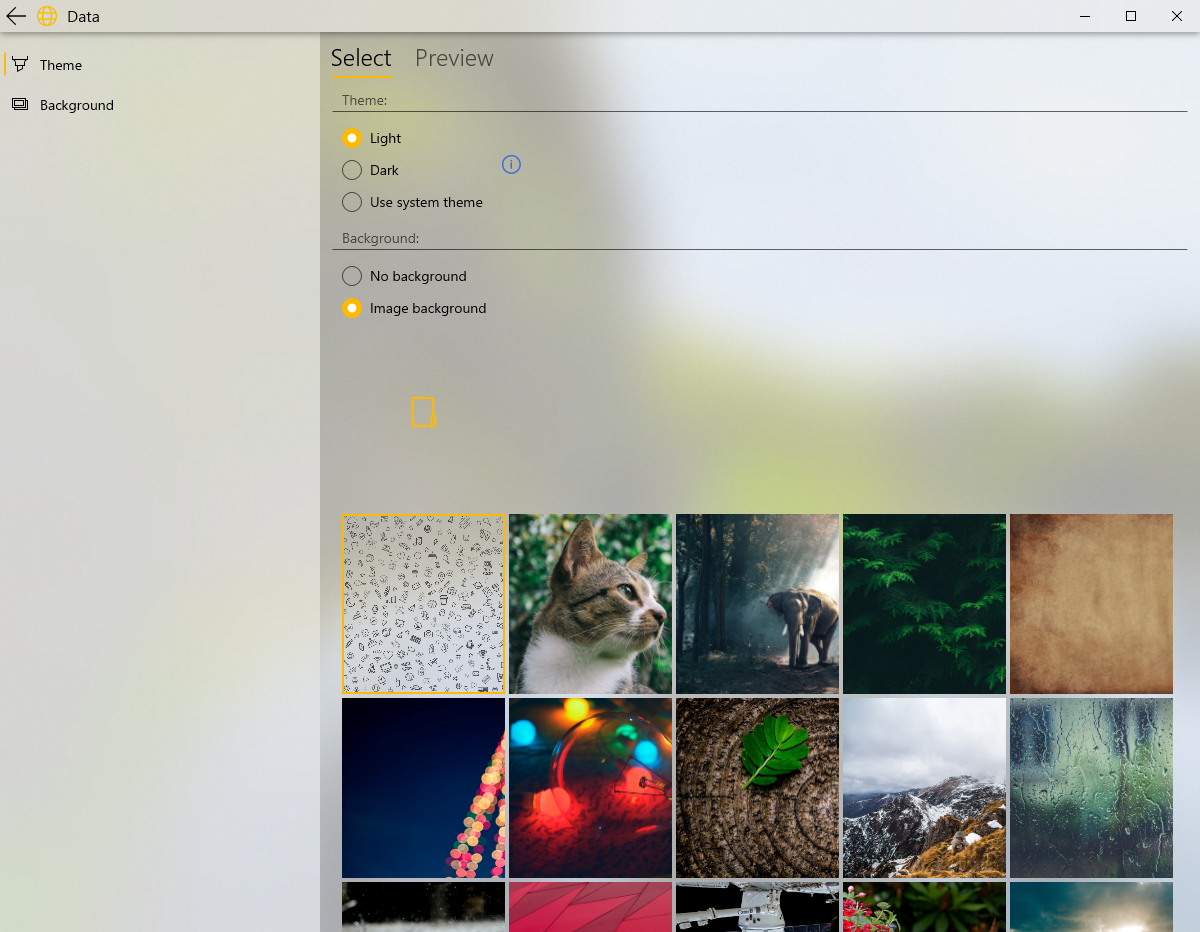 Data
Theme
Background
Select Preview
Theme:
Light
Dark
Use system theme
Background:
No background
Image background